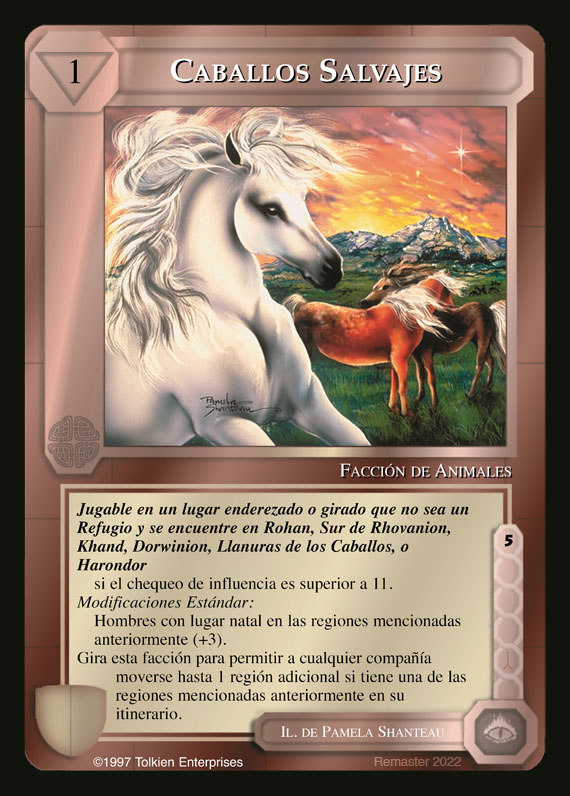 1
CABALLOS SALVAJES
Pamela
Shanteau
FACCIÓN DE ANIMALES
Jugable en un lugar enderezado o girado que no sea un
Refugio y se encuentre en Rohan, Sur de Rhovanion,
Khand, Dorwinion, Llanuras de los Caballos, o
Harondor
si el chequeo de influencia es superior a 11.
Modificaciones Estándar:
Hombres con lugar natal en las regiones mencionadas
anteriormente (+3).
Gira esta facción para permitir a cualquier compañía
moverse hasta 1 región adicional si tiene una de las
regiones mencionadas anteriormente en su
itinerario.
5
IL. DE PAMELA SHANTEAU
©1997 Tolkien Enterprises
Remaster 2022